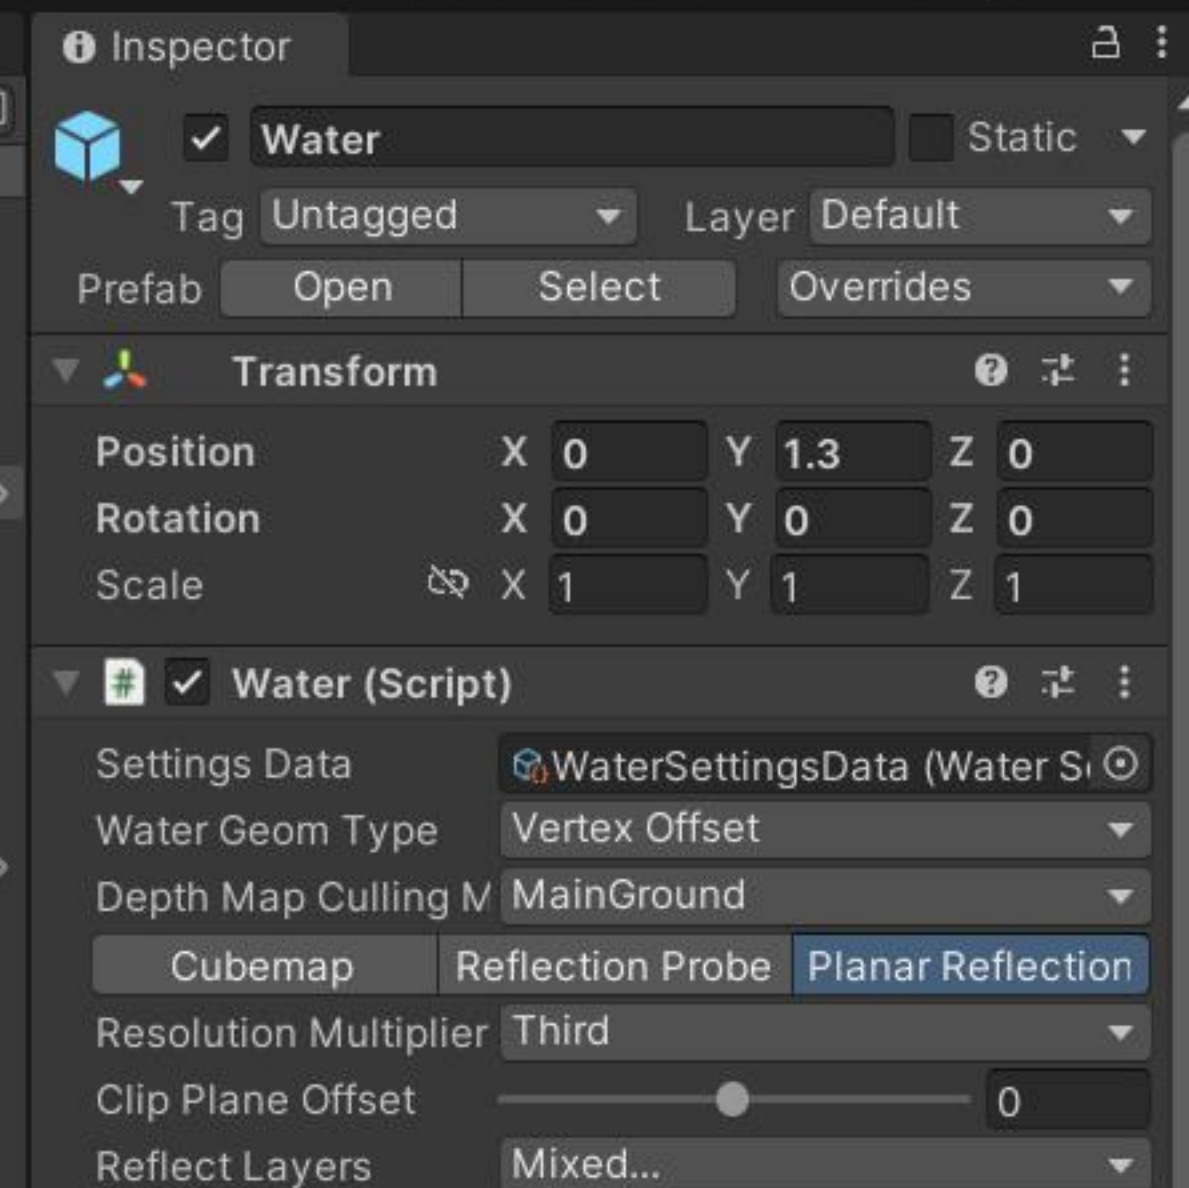 Inspector
Water Static
Tag Untagged Layer Default
Prefab Open Select Overrides
Transform
Position X 0 Y 1.3 Z 0
Rotation X 0 Y 0 Z 0
Scale X 1 Y 1 Z 1
# Water (Script)
Settings Data WaterSettingsData (Water S
Water Geom Type Vertex Offset
Depth Map Culling M MainGround
Cubemap Reflection Probe Planar Reflection
Resolution Multiplier Third
Clip Plane Offset 0
Reflect Layers Mixed...